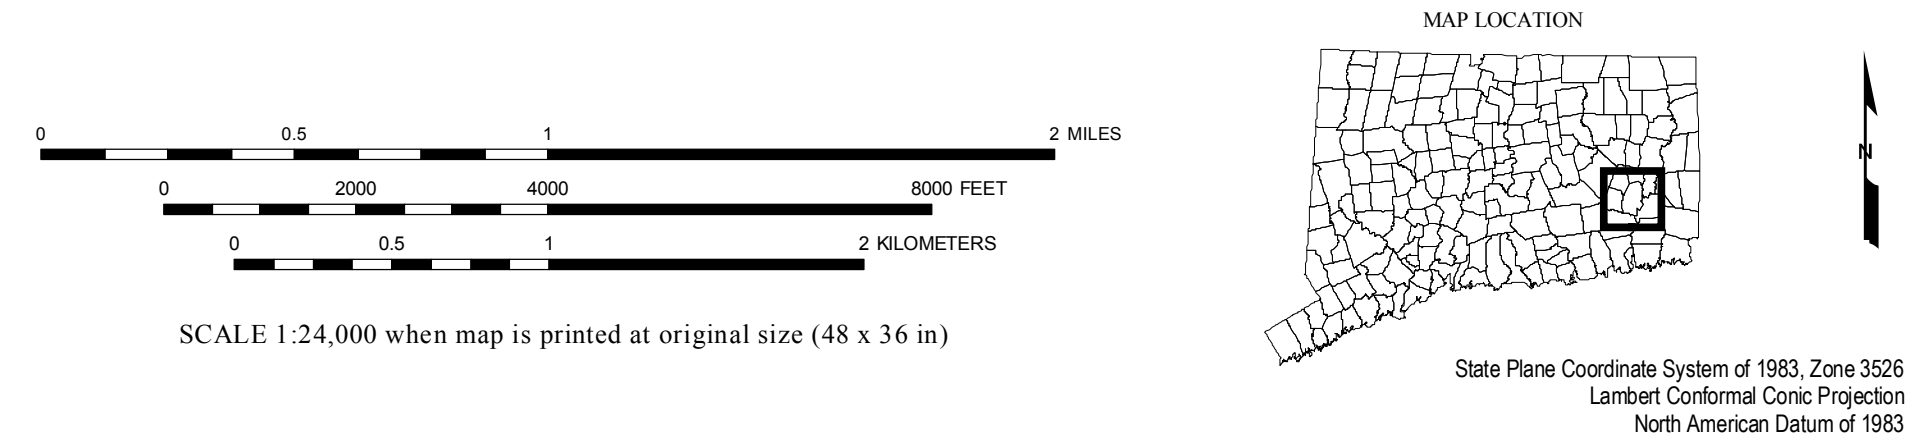 MAP LOCATION
0 0.5 1 2 MILES
0 2000 4000 8000 FEET
0 0.5 1 2 KILOMETERS
SCALE 1:24,000 when map is printed at original size (48 x 36 in)
N
State Plane Coordinate System of 1983, Zone 3526
Lambert Conformal Conic Projection
North American Datum of 1983